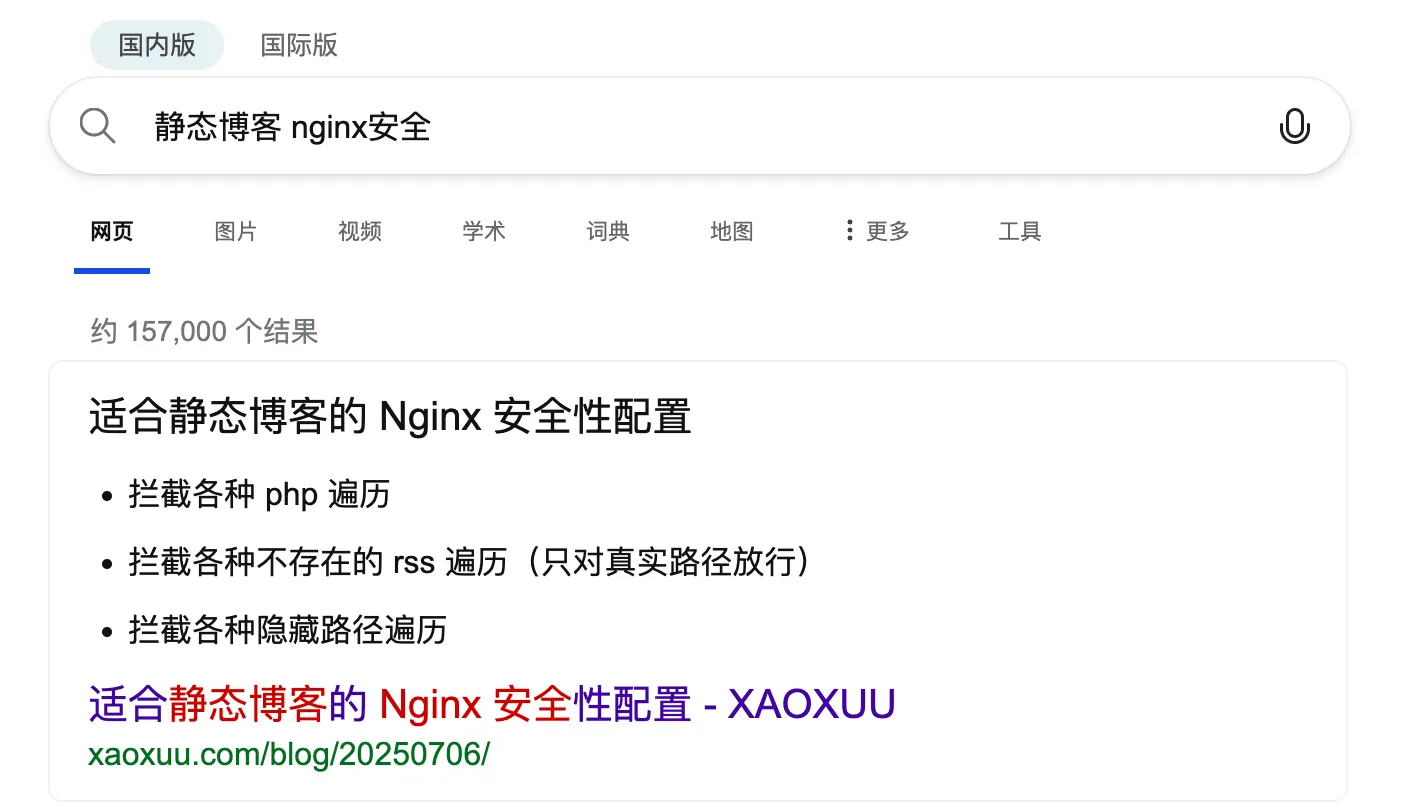 国内版 国际版
静态博客 nginx安全
网页 图片 视频 学术 词典 地图 更多 工具
约 157,000 个结果
适合静态博客的 Nginx 安全性配置
• 拦截各种 php 遍历
• 拦截各种不存在的 rss 遍历（只对真实路径放行）
• 拦截各种隐藏路径遍历
适合静态博客的 Nginx 安全性配置 - XAOXUU
xaoxuu.com/blog/20250706/